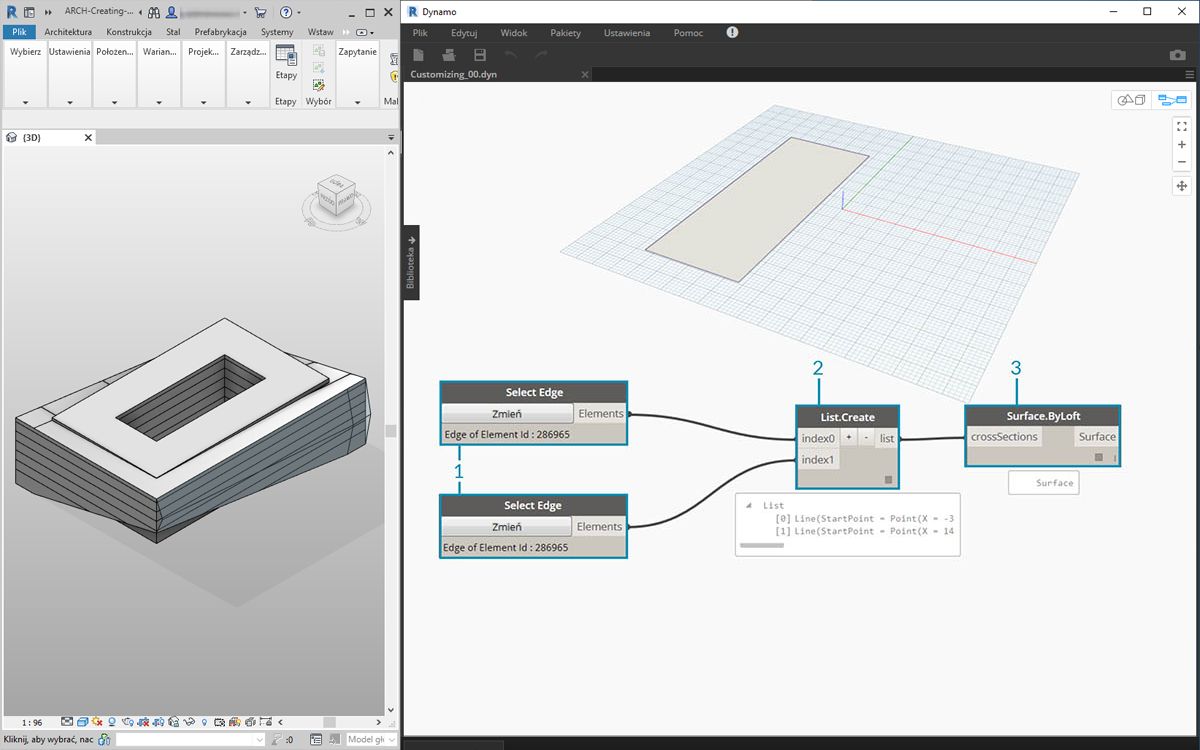 ARCH-Creating-...
Plik Architektura Konstrukcja Stal Prefabrykacja Systemy Wstaw
Wybierz Ustawienia Położen... Warian... Projek... Zarządz... Etapy Zapytanie
Etapy Wybór Mal
(3D)
1 : 96
Kliknij, aby wybrać, nac :0 Model gł
Dynamo
Plik Edytuj Widok Pakiety Ustawienia Pomoc
Customizing_00.dyn
Biblioteka
Select Edge
Zmień Elements
Edge of Element Id : 286965
1
Select Edge
Zmień Elements
Edge of Element Id : 286965
2
List.Create
index0 + - list
index1
List
[0] Line(StartPoint = Point(X = -3
[1] Line(StartPoint = Point(X = 14
3
Surface.ByLoft
crossSections Surface
Surface